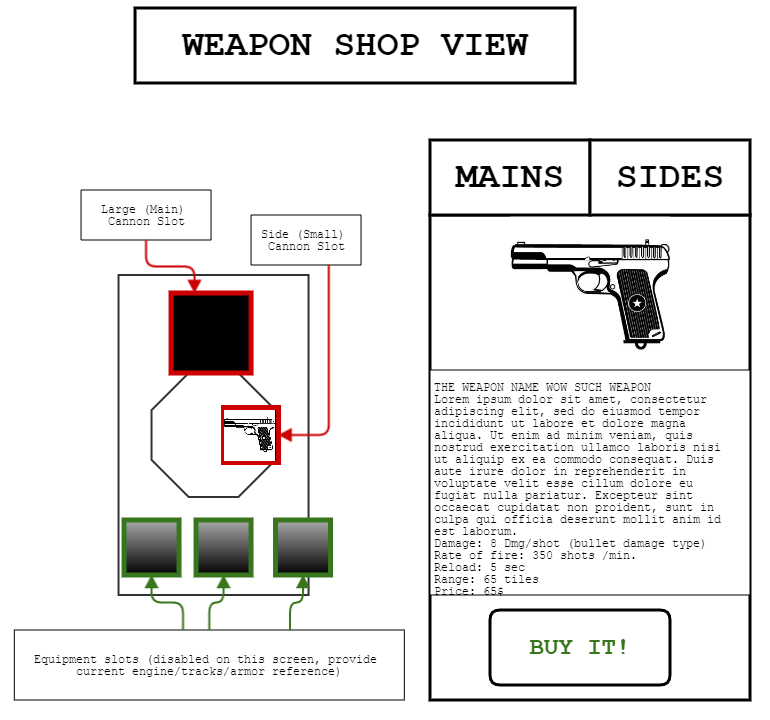 WEAPON SHOP VIEW
MAINS
SIDES
Large (Main)
Cannon Slot
Side (Small)
Cannon Slot
THE WEAPON NAME WOW SUCH WEAPON
Lorem ipsum dolor sit amet, consectetur
adipiscing elit, sed do eiusmod tempor
incididunt ut labore et dolore magna
aliqua. Ut enim ad minim veniam, quis
nostrud exercitation ullamco laboris nisi
ut aliquip ex ea commodo consequat. Duis
aute irure dolor in reprehenderit in
voluptate velit esse cillum dolore eu
fugiat nulla pariatur. Excepteur sint
occaecat cupidatat non proident, sunt in
culpa qui officia deserunt mollit anim id
est laborum.
Damage: 8 Dmg/shot (bullet damage type)
Rate of fire: 350 shots /min.
Reload: 5 sec
Range: 65 tiles
Price: 65$
BUY IT!
Equipment slots (disabled on this screen, provide
current engine/tracks/armor reference)